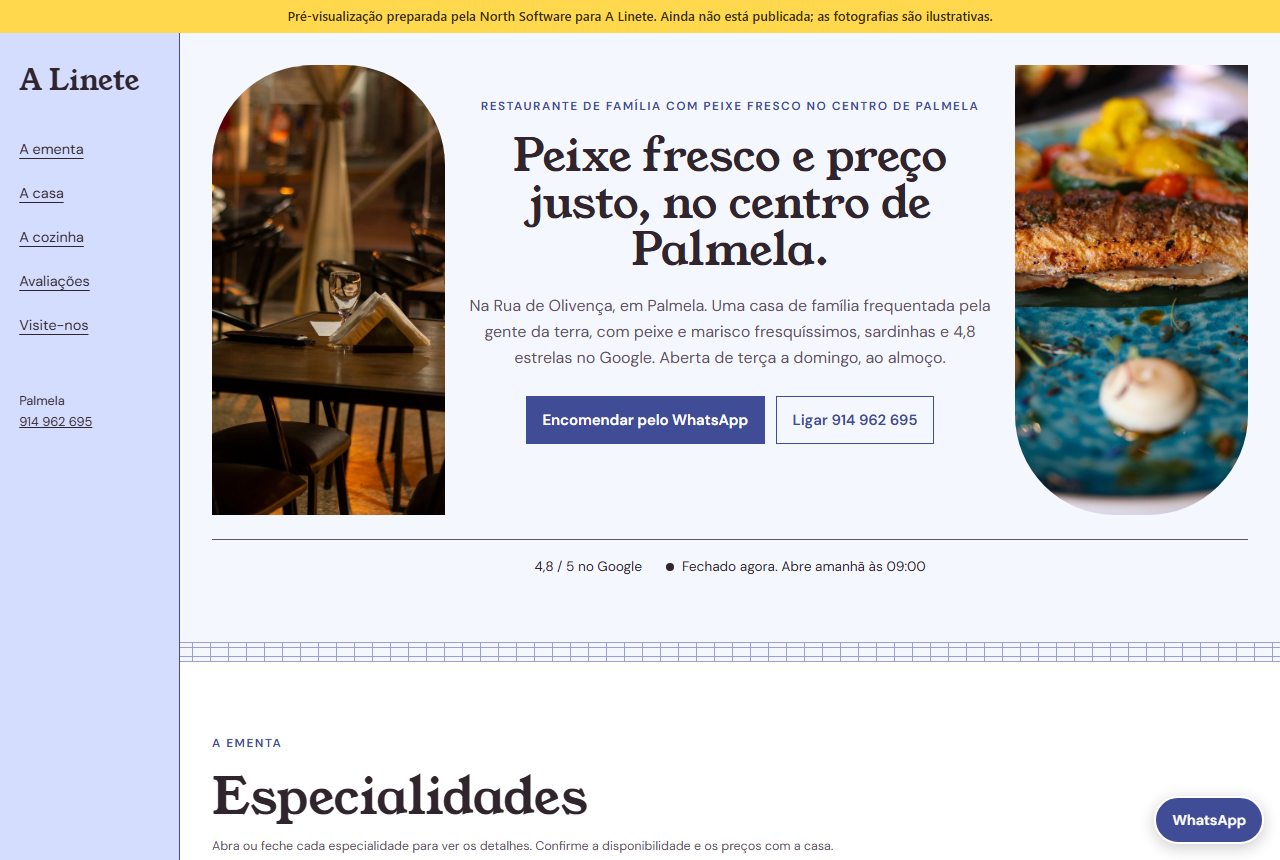 Pré-visualização preparada pela North Software para A Linete. Ainda não está publicada; as fotografias são ilustrativas.
A Linete
A ementa
A casa
A cozinha
Avaliações
Visite-nos
Palmela
914 962 695
RESTAURANTE DE FAMÍLIA COM PEIXE FRESCO NO CENTRO DE PALMELA
Peixe fresco e preço
justo, no centro de
Palmela.
Na Rua de Olivença, em Palmela. Uma casa de família frequentada pela
gente da terra, com peixe e marisco fresquíssimos, sardinhas e 4,8
estrelas no Google. Aberta de terça a domingo, ao almoço.
Encomendar pelo WhatsApp
Ligar 914 962 695
4,8 / 5 no Google
Fechado agora. Abre amanhã às 09:00
A EMENTA
Especialidades
Abra ou feche cada especialidade para ver os detalhes. Confirme a disponibilidade e os preços com a casa.
WhatsApp